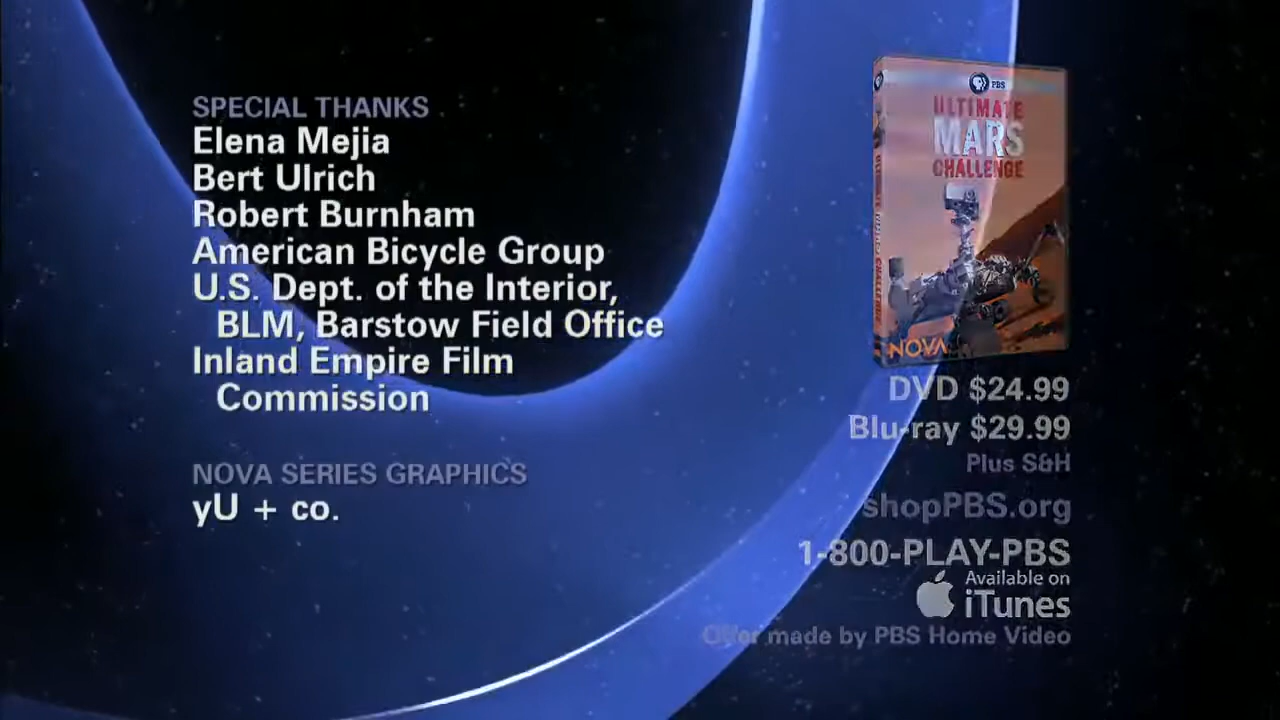 SPECIAL THANKS
Elena Mejia
Bert Ulrich
Robert Burnham
American Bicycle Group
U.S. Dept. of the Interior,
BLM, Barstow Field Office
Inland Empire Film
Commission
NOVA SERIES GRAPHICS
yU + co.
PBS
ULTIMATE
MARS
CHALLENGE
NOVA
DVD $24.99
Blu-ray $29.99
Plus S&H
shopPBS.org
1-800-PLAY-PBS
Available on
iTunes
Offer made by PBS Home Video